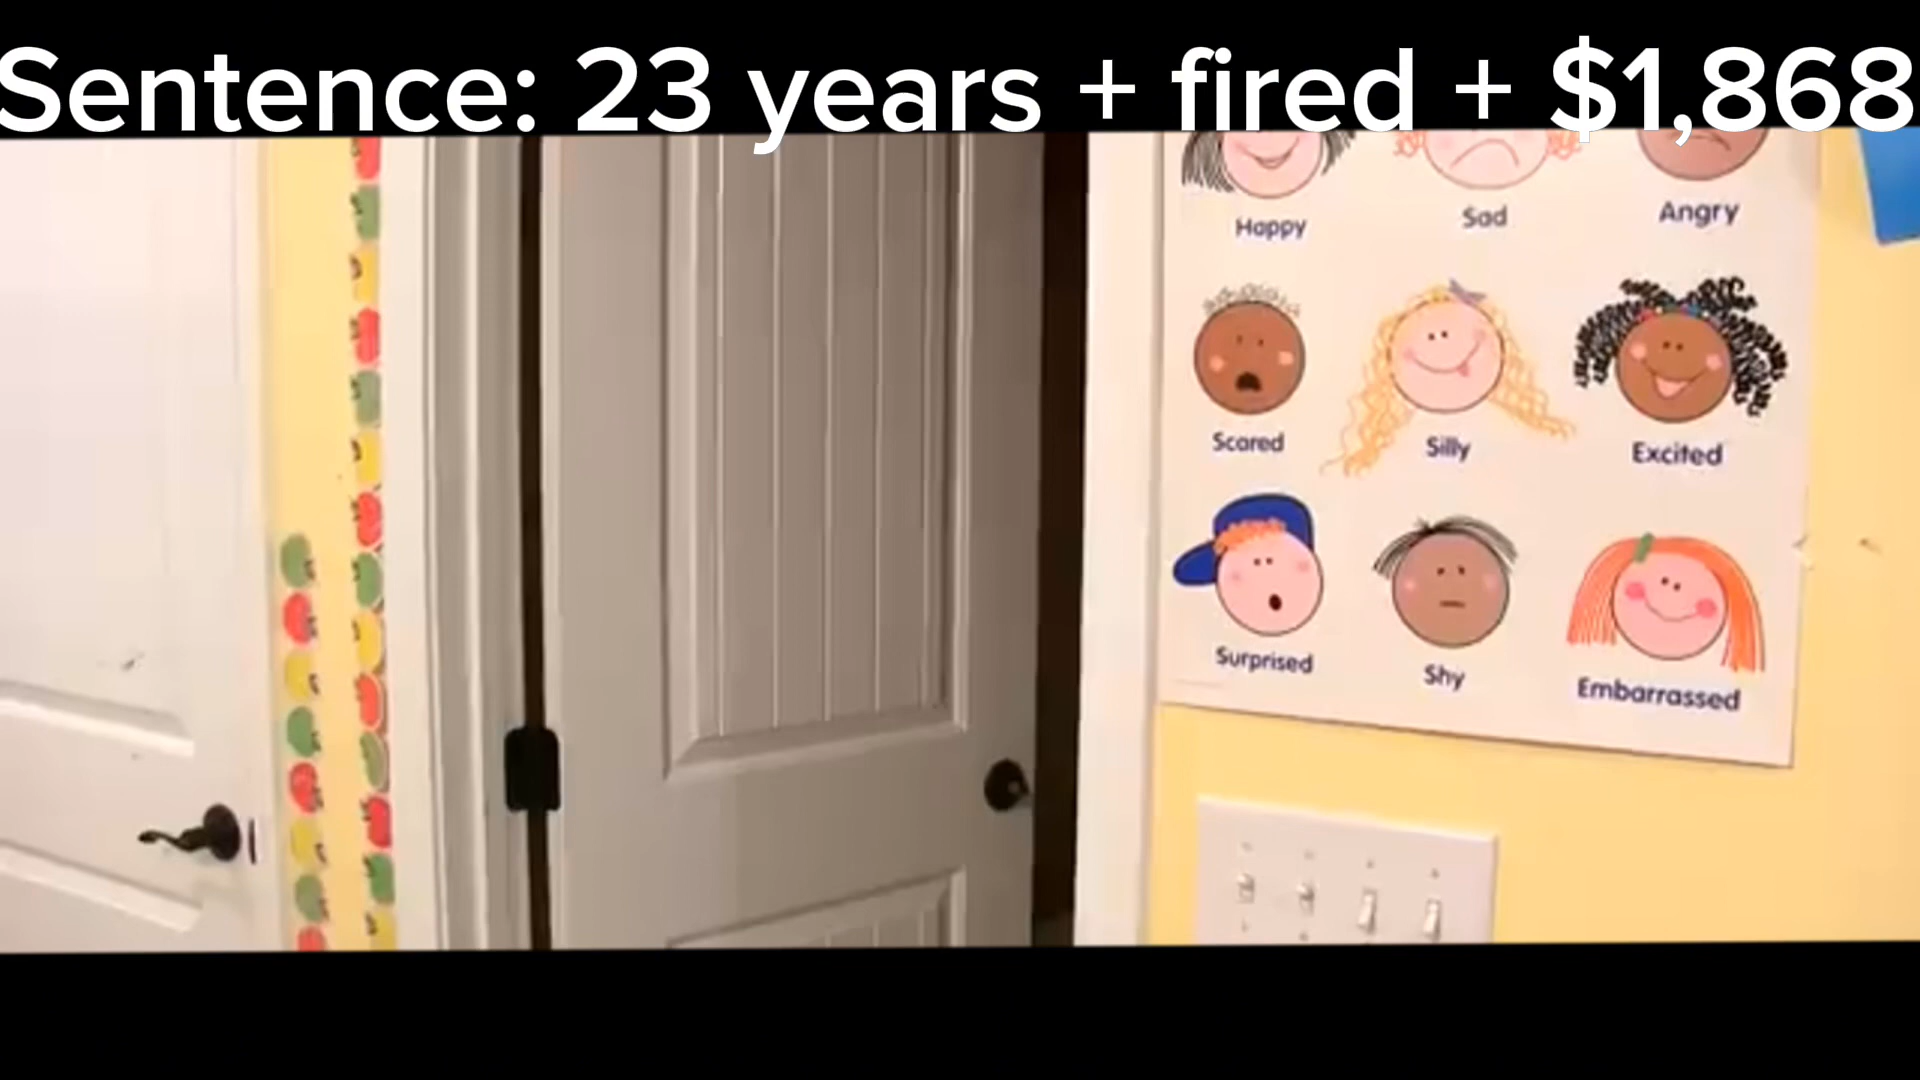 Sentence: 23 years + fired + $1,868
Happy Sad Angry
Scared Silly Excited
Surprised Shy Embarrassed